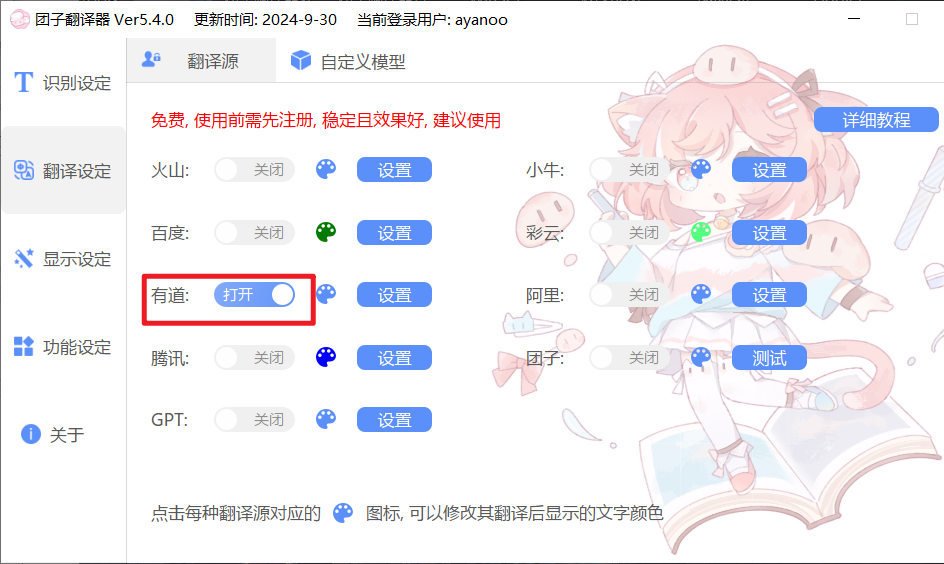 团子翻译器 Ver5.4.0 更新时间: 2024-9-30 当前登录用户: ayanoo
识别设定
翻译设定
显示设定
功能设定
关于
翻译源 自定义模型
免费, 使用前需先注册, 稳定且效果好, 建议使用
详细教程
火山: 关闭 设置 小牛: 关闭 设置
百度: 关闭 设置 彩云: 关闭 设置
有道: 打开 设置 阿里: 关闭 设置
腾讯: 关闭 设置 团子: 关闭 测试
GPT: 关闭 设置
点击每种翻译源对应的 图标, 可以修改其翻译后显示的文字颜色